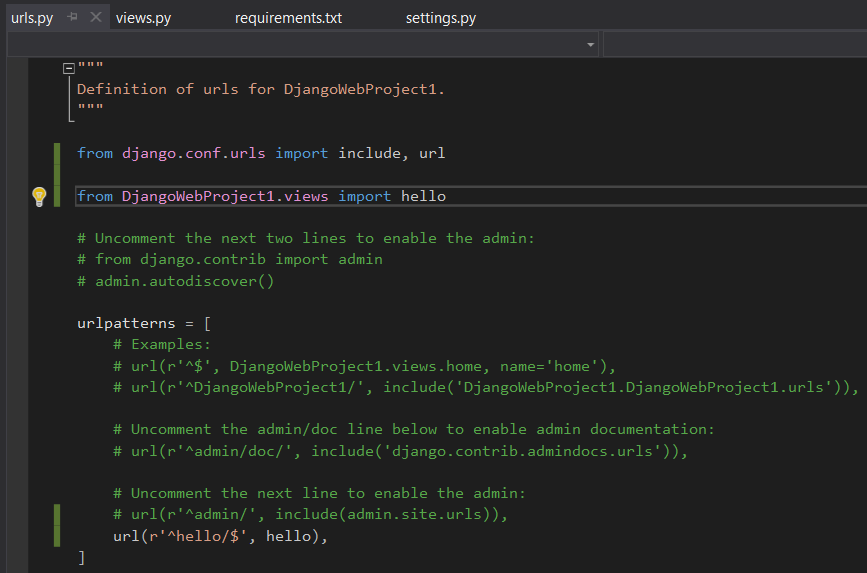 urls.py views.py requirements.txt settings.py
"""
Definition of urls for DjangoWebProject1.
"""
from django.conf.urls import include, url
from DjangoWebProject1.views import hello
# Uncomment the next two lines to enable the admin:
# from django.contrib import admin
# admin.autodiscover()
urlpatterns = [
# Examples:
# url(r'^$', DjangoWebProject1.views.home, name='home'),
# url(r'^DjangoWebProject1/', include('DjangoWebProject1.DjangoWebProject1.urls')),
# Uncomment the admin/doc line below to enable admin documentation:
# url(r'^admin/doc/', include('django.contrib.admindocs.urls')),
# Uncomment the next line to enable the admin:
# url(r'^admin/', include(admin.site.urls)),
url(r'^hello/$', hello),
]